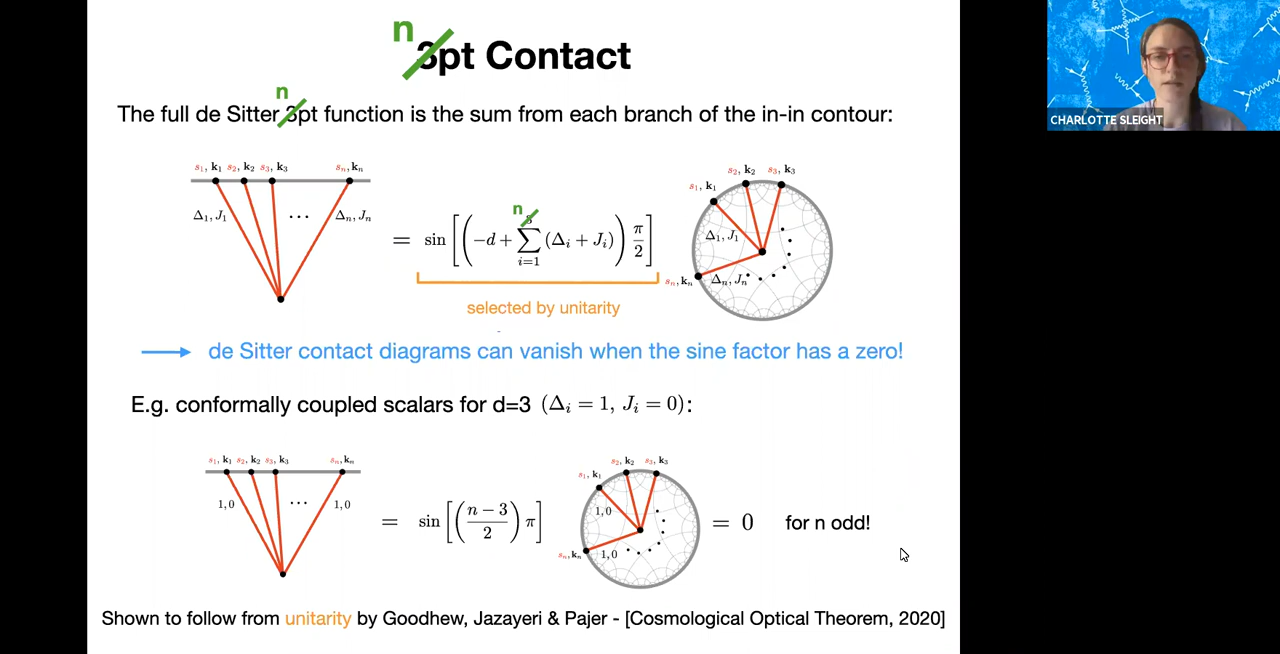 n
3pt Contact
n
The full de Sitter 3pt function is the sum from each branch of the in-in contour:
s₁, k₁ s₂, k₂ s₃, k₃ sₙ, kₙ
Δ₁, J₁ ⋯ Δₙ, Jₙ
= sin[(−d + ∑ᵢ₌₁ⁿ 3 (Δᵢ + Jᵢ)) π/2]
s₁, k₁ s₂, k₂ s₃, k₃
Δ₁, J₁
sₙ, kₙ Δₙ, Jₙ
selected by unitarity
de Sitter contact diagrams can vanish when the sine factor has a zero!
E.g. conformally coupled scalars for d=3 (Δᵢ = 1, Jᵢ = 0):
s₁, k₁ s₂, k₂ s₃, k₃ sₙ, kₙ
1, 0 ⋯ 1, 0
= sin[((n − 3)/2) π]
s₁, k₁ s₂, k₂ s₃, k₃
1, 0
sₙ, kₙ 1, 0
= 0 for n odd!
Shown to follow from unitarity by Goodhew, Jazayeri & Pajer - [Cosmological Optical Theorem, 2020]
CHARLOTTE SLEIGHT